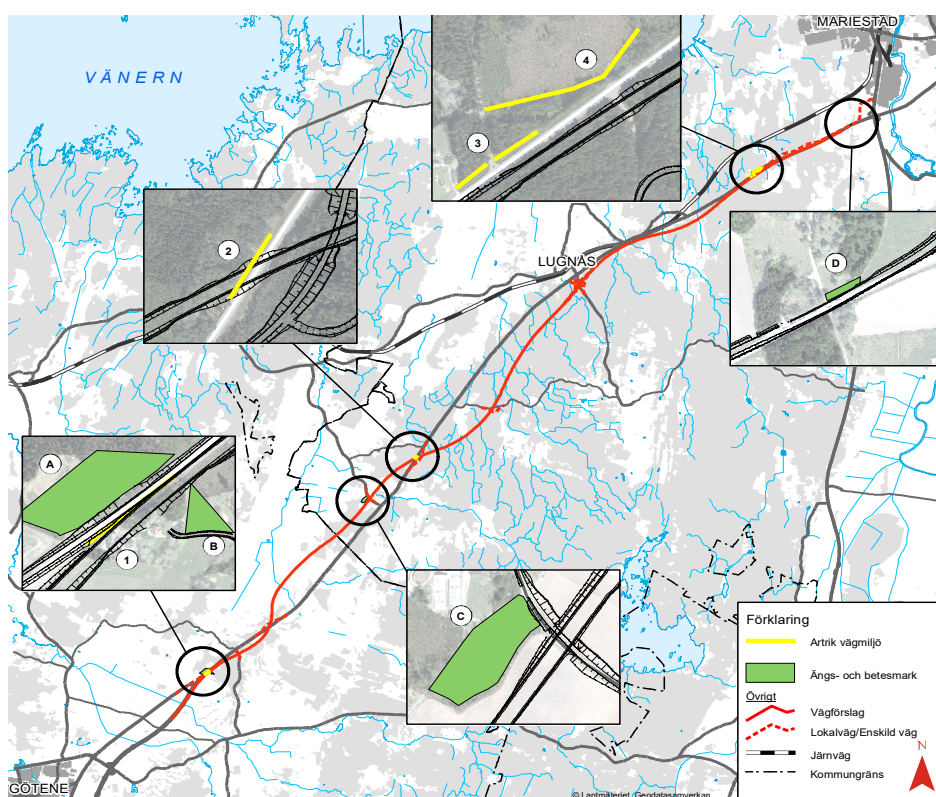 MARIESTAD
VÄNERN
4
3
2
D
LUGNÅS
A
1
B
C
Förklaring
Artrik vägmiljö
Ängs- och betesmark
Övrigt
Vägförslag
Lokalväg/Enskild väg
Järnväg
Kommungräns
N
GÖTENE
© Lantmäteriet, Geodatasamverkan